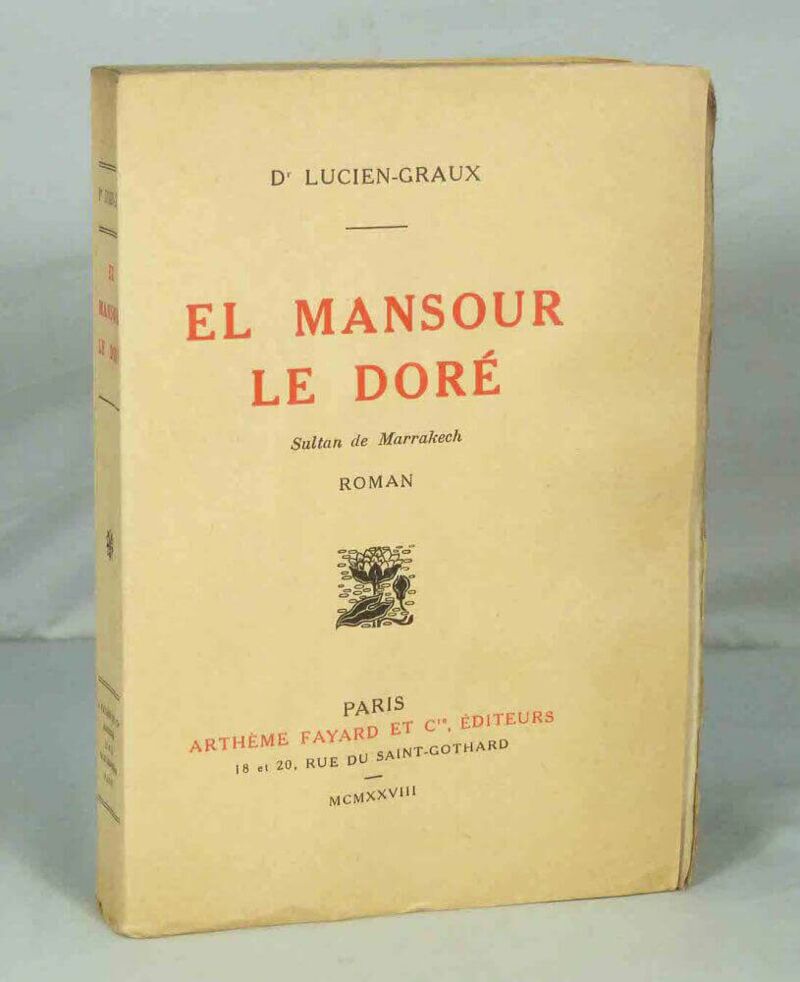 Dʳ LUCIEN-GRAUX
EL MANSOUR
LE DORÉ
Sultan de Marrakech
ROMAN
PARIS
ARTHÈME FAYARD ET Cⁱᵉ, ÉDITEURS
18 et 20, RUE DU SAINT-GOTHARD
MCMXXVIII
EL